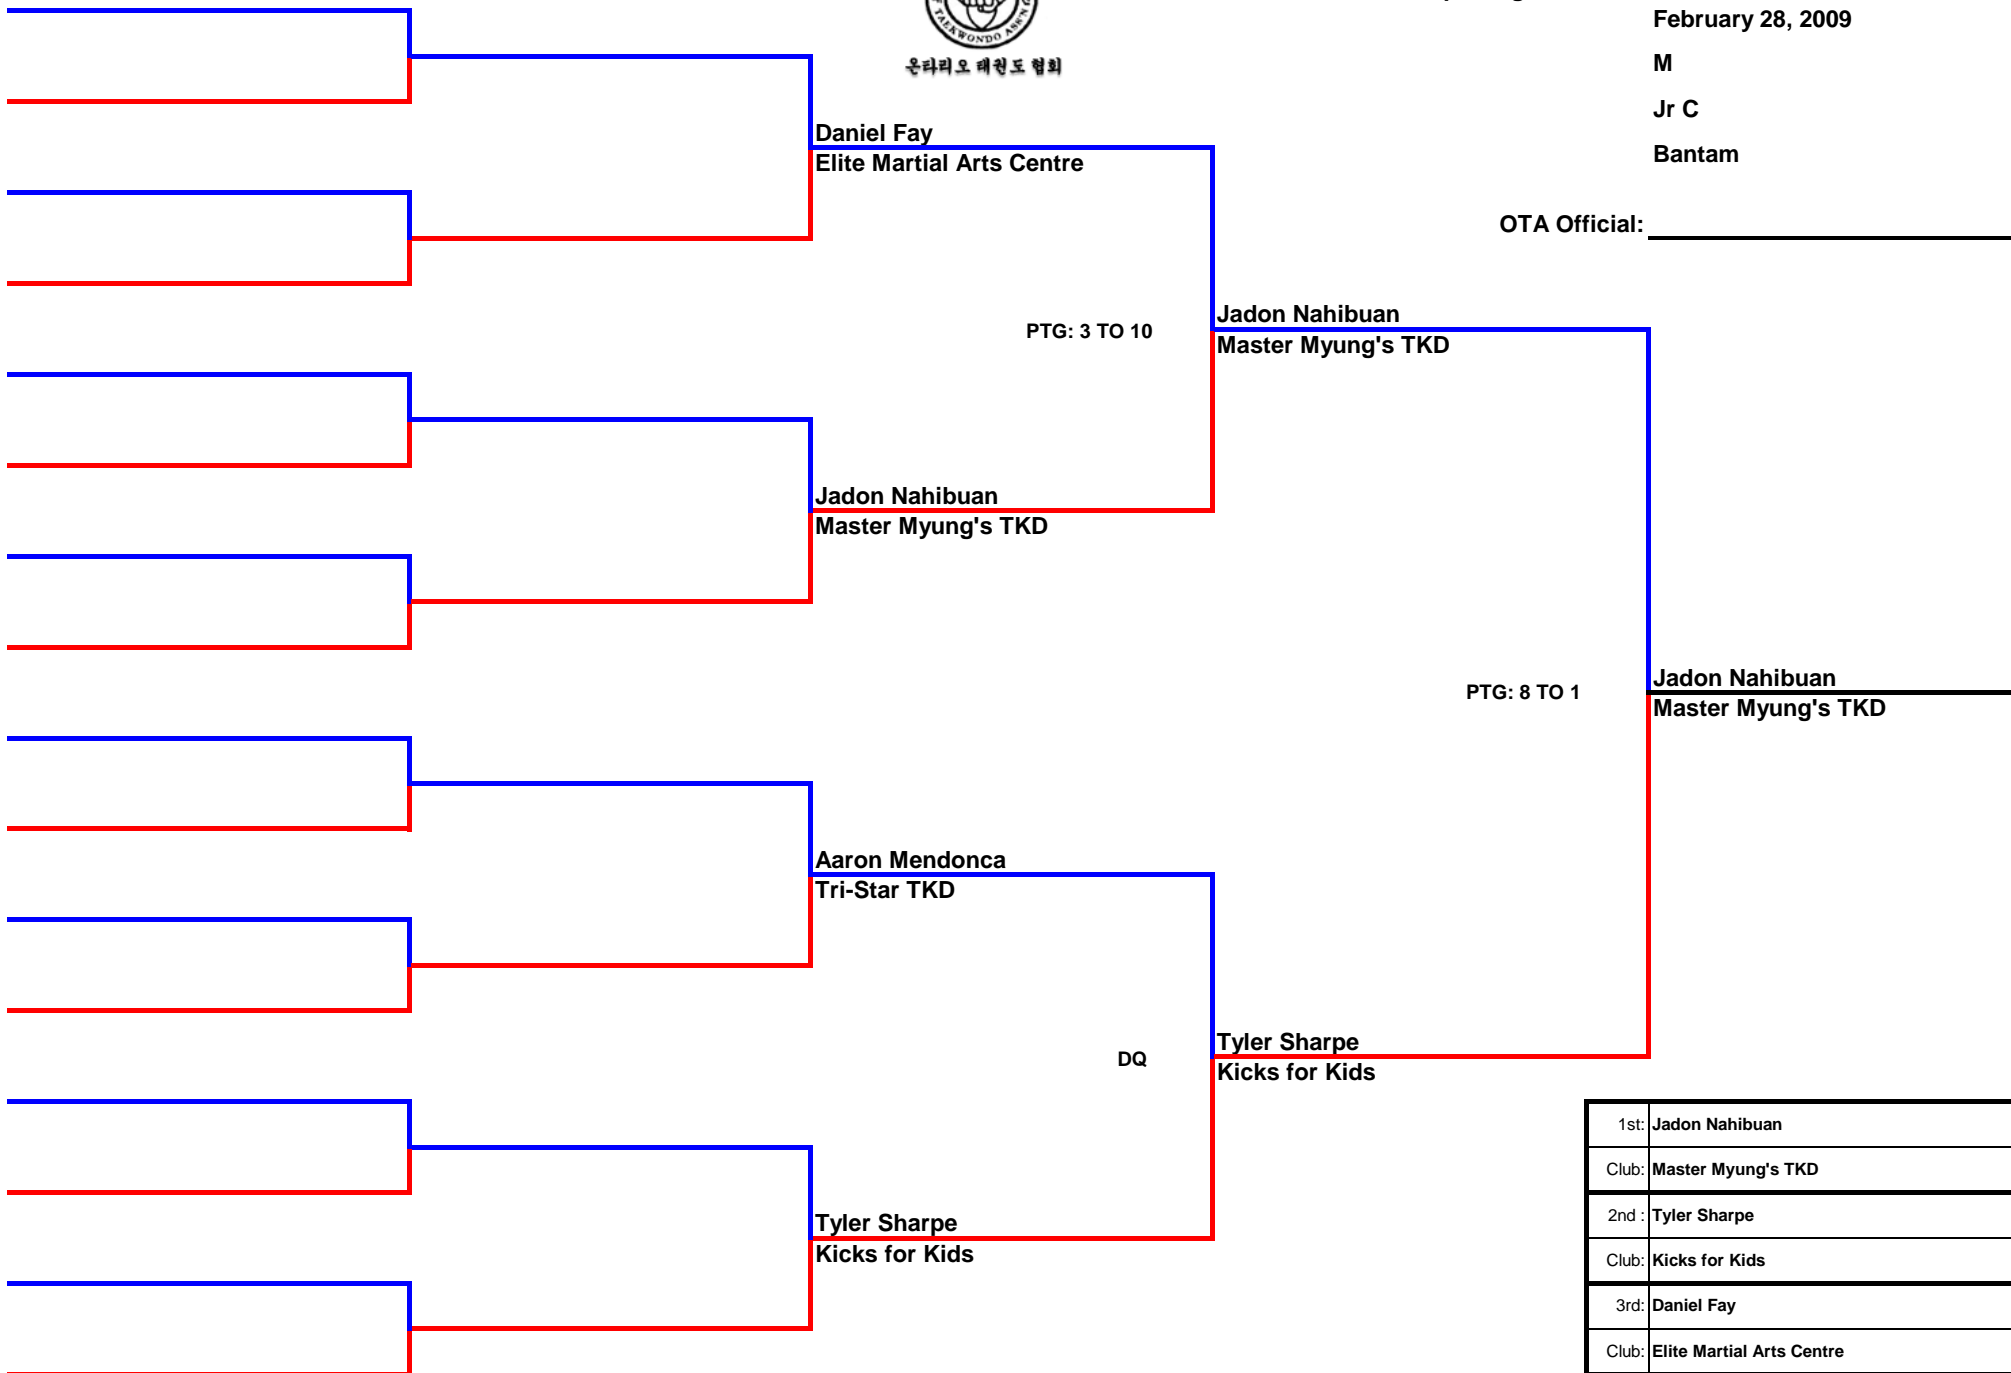 February 28, 2009
TAEKWONDO ASS'N
온타리오 태권도 협회
M
Jr C
Daniel Fay
Elite Martial Arts Centre
Bantam
OTA Official:
Jadon Nahibuan
PTG: 3 TO 10
Master Myung's TKD
Jadon Nahibuan
Master Myung's TKD
Jadon Nahibuan
PTG: 8 TO 1
Master Myung's TKD
Aaron Mendonca
Tri-Star TKD
Tyler Sharpe
DQ
Kicks for Kids
1st: Jadon Nahibuan
Club: Master Myung's TKD
2nd : Tyler Sharpe
Tyler Sharpe
Kicks for Kids
Club: Kicks for Kids
3rd: Daniel Fay
Club: Elite Martial Arts Centre